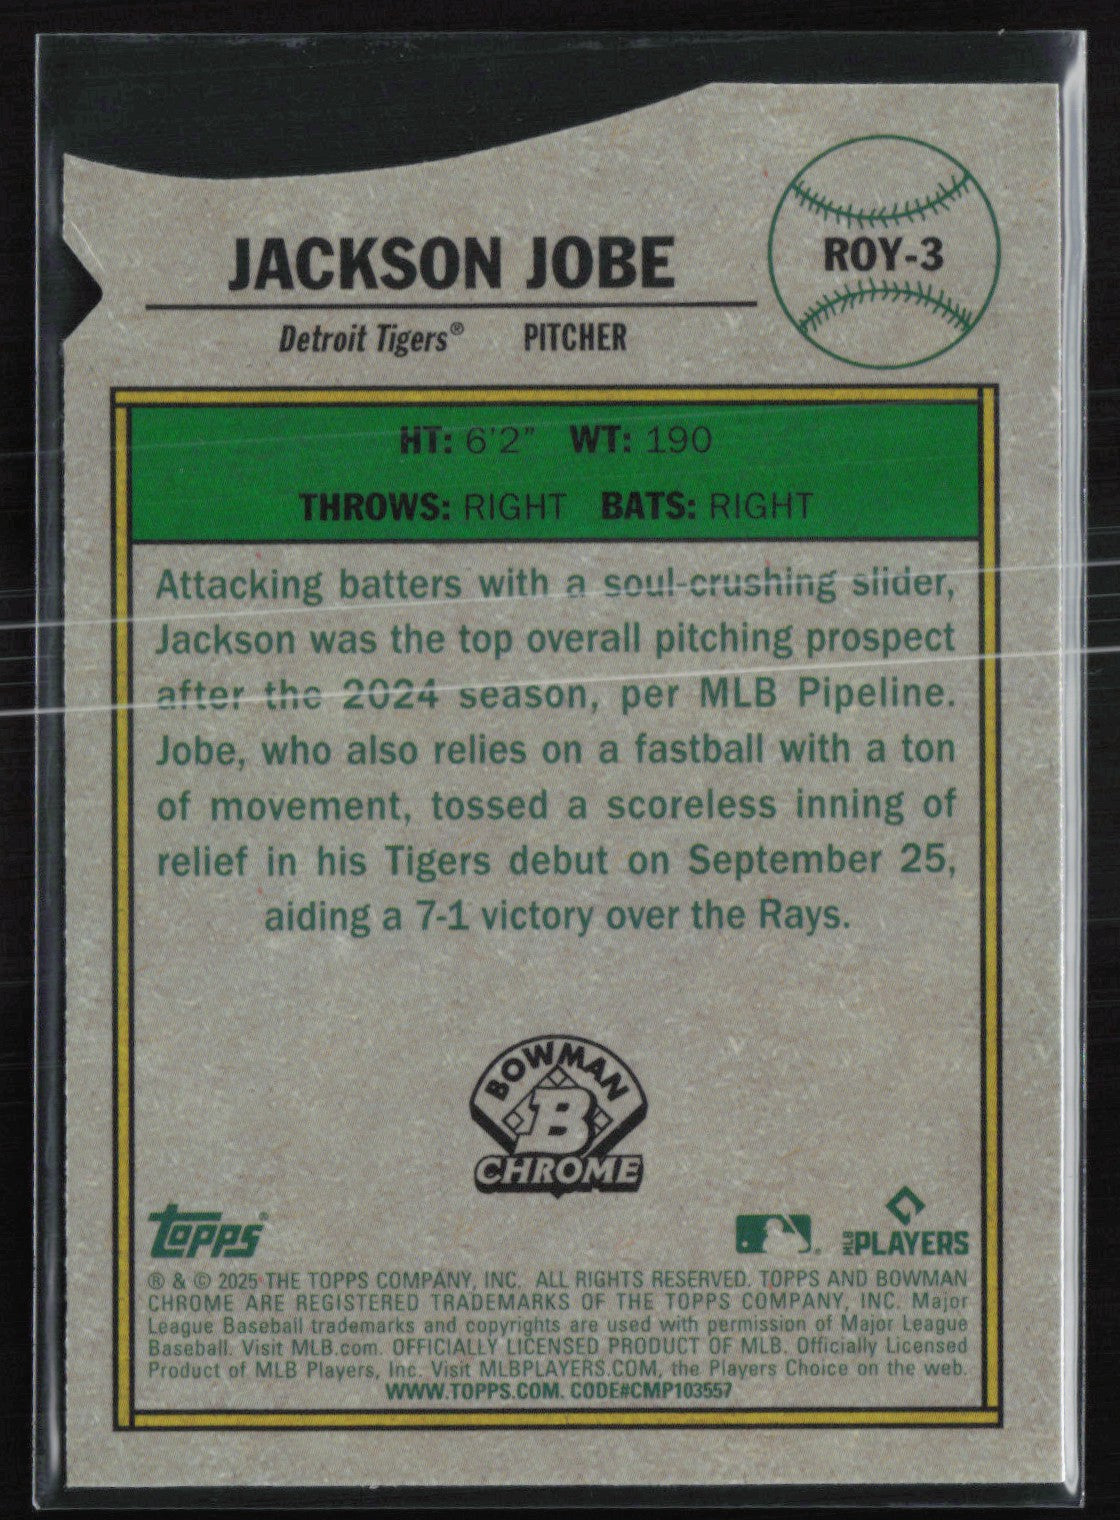 JACKSON JOBE
ROY-3
Detroit Tigers® PITCHER
HT: 6'2" WT: 190
THROWS: RIGHT BATS: RIGHT
Attacking batters with a soul-crushing slider,
Jackson was the top overall pitching prospect
after the 2024 season, per MLB Pipeline.
Jobe, who also relies on a fastball with a ton
of movement, tossed a scoreless inning of
relief in his Tigers debut on September 25,
aiding a 7-1 victory over the Rays.
BOWMAN
B
CHROME
TOPPS®
MLB PLAYERS
® & © 2025 THE TOPPS COMPANY, INC. ALL RIGHTS RESERVED. TOPPS AND BOWMAN
CHROME ARE REGISTERED TRADEMARKS OF THE TOPPS COMPANY, INC. Major
League Baseball trademarks and copyrights are used with permission of Major League
Baseball. Visit MLB.com. OFFICIALLY LICENSED PRODUCT OF MLB. Officially Licensed
Product of MLB Players, Inc. Visit MLBPLAYERS.COM, the Players Choice on the web.
WWW.TOPPS.COM. CODE#CMP103557